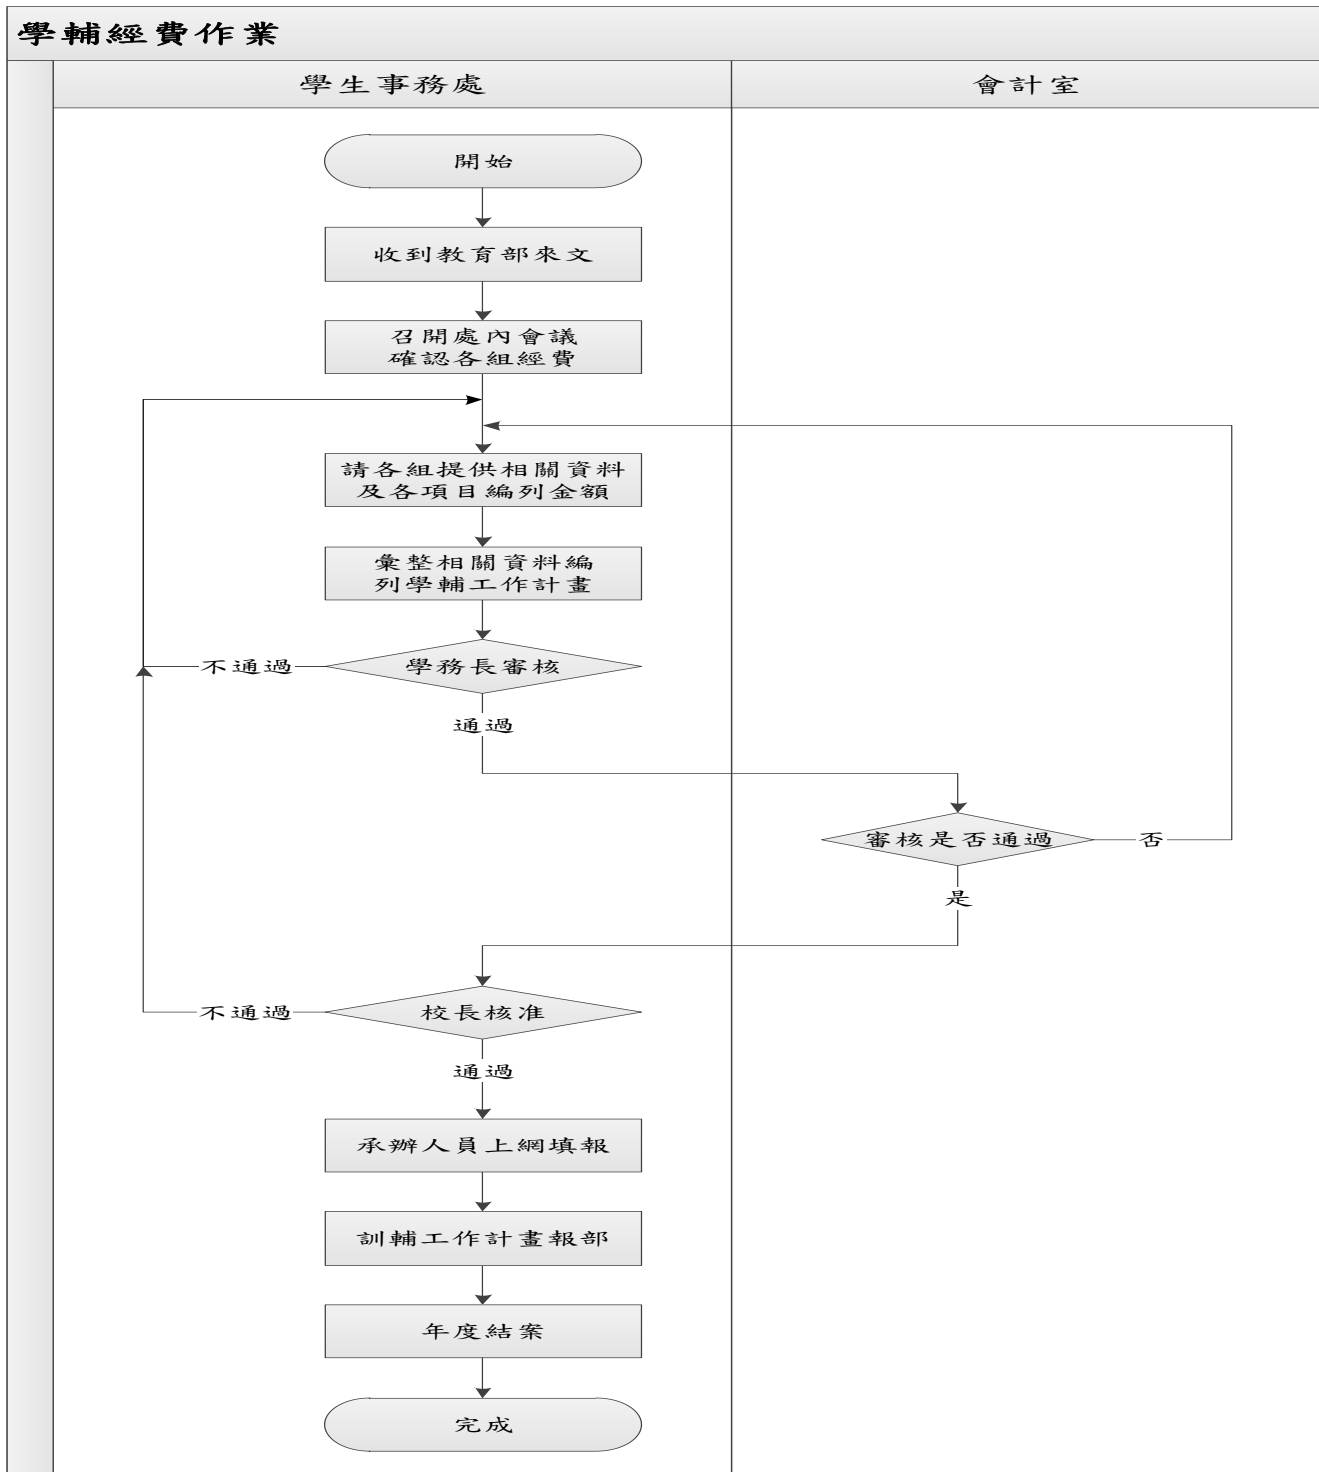 學輔經費作業
學生事務處
會計室
開始
收到教育部來文
召開處內會議
確認各組經費
請各組提供相關資料
及各項目編列金額
彙整相關資料編
列學輔工作計畫
不通過
學務長審核
通過
審核是否通過
否
是
不通過
校長核准
通過
承辦人員上網填報
訓輔工作計畫報部
年度結案
完成